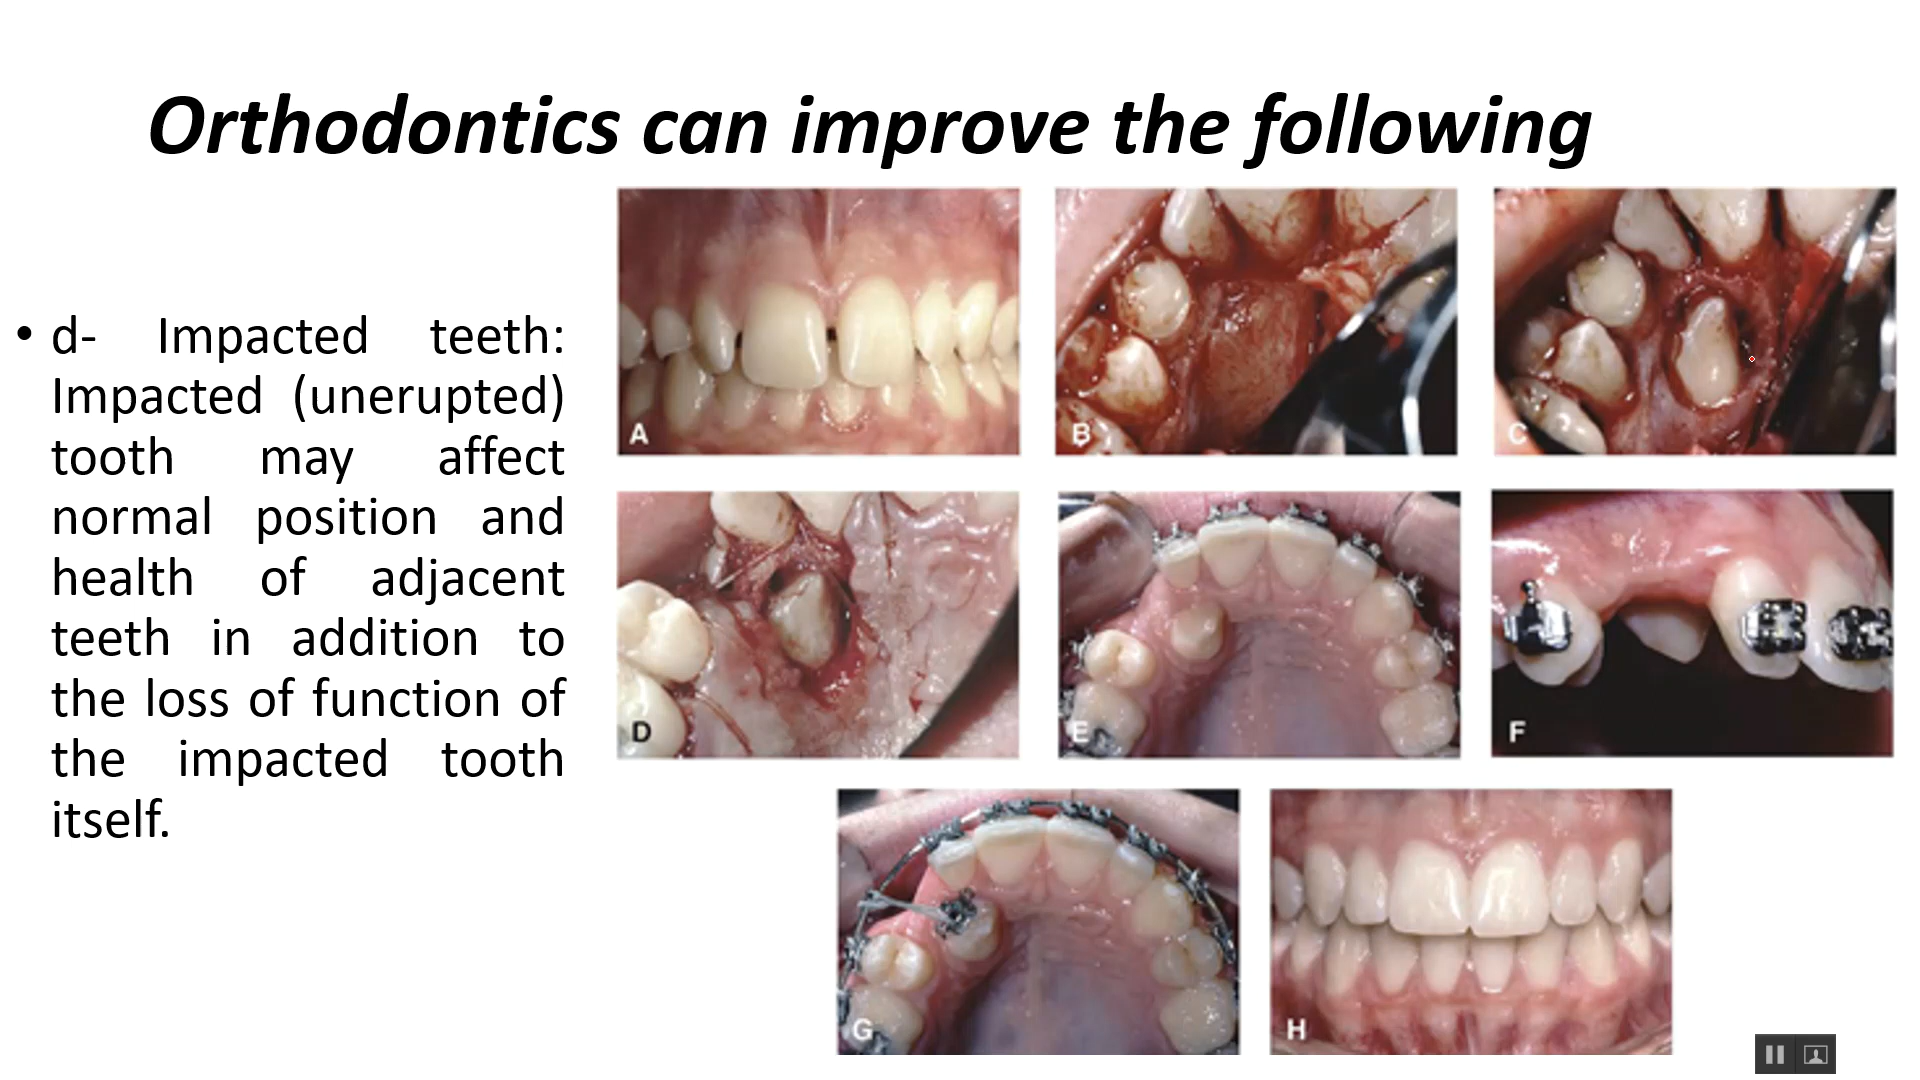 Orthodontics can improve the following
• d- Impacted teeth:
Impacted (unerupted)
tooth may affect
normal position and
health of adjacent
teeth in addition to
the loss of function of
the impacted tooth
itself.
A
B
C
D
E
F
G
H